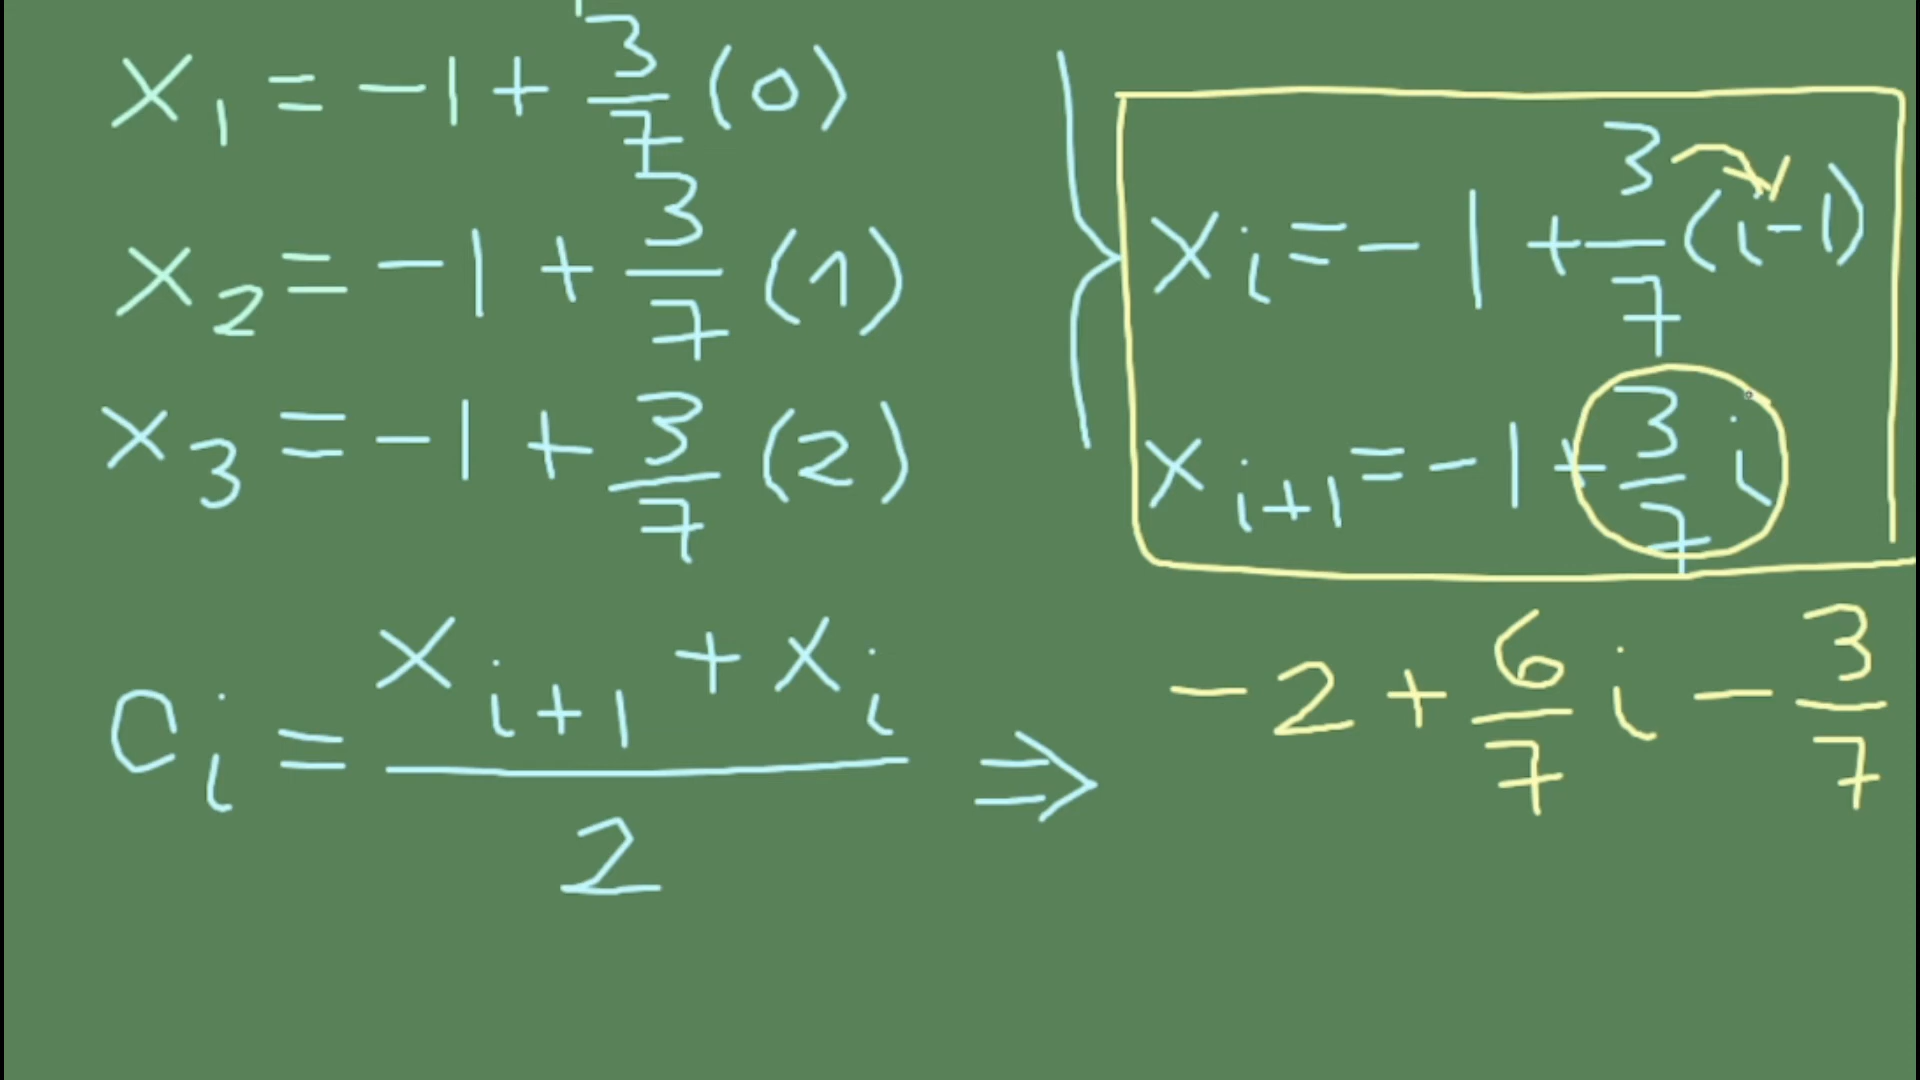 x₁ = -1 + 3/7 (0)
x₂ = -1 + 3/7 (1)
x₃ = -1 + 3/7 (2)
xᵢ = -1 + 3/7 (i-1)
xᵢ₊₁ = -1 + 3/7 i
cᵢ = (xᵢ₊₁ + xᵢ)/2 ⇒ -2 + 6/7 i - 3/7